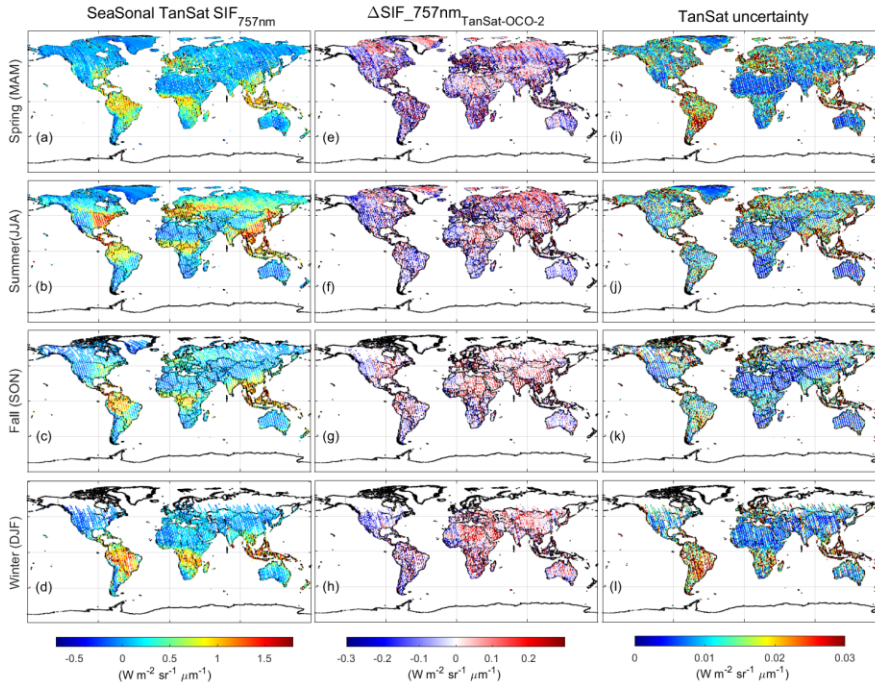 SeaSonal TanSat SIF757nm
ΔSIF_757nmTanSat-OCO-2
TanSat uncertainty
Spring (MAM)
(a)
(e)
(i)
Summer(JJA)
(b)
(f)
(j)
Fall (SON)
(c)
(g)
(k)
Winter (DJF)
(d)
(h)
(l)
-0.5 0 0.5 1 1.5
(W m-2 sr-1 μm-1)
-0.3 -0.2 -0.1 0 0.1 0.2
(W m-2 sr-1 μm-1)
0 0.01 0.02 0.03
(W m-2 sr-1 μm-1)